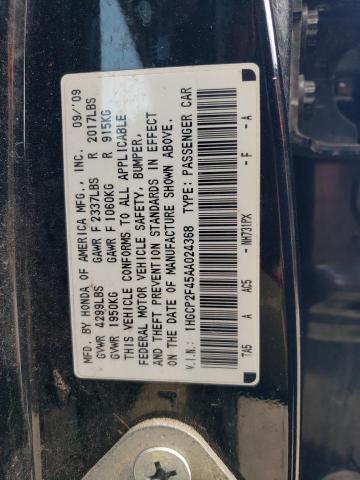 MFD. BY HONDA OF AMERICA MFG., INC. 09/'09
GVWR 4299LBS GAWR F 2337LBS R 2017LBS
GVWR 1950KG GAWR F 1060KG R 915KG
THIS VEHICLE CONFORMS TO ALL APPLICABLE
FEDERAL MOTOR VEHICLE SAFETY, BUMPER,
AND THEFT PREVENTION STANDARDS IN EFFECT
ON THE DATE OF MANUFACTURE SHOWN ABOVE.
V.I.N.: 1HGCP2F45AA024368 TYPE: PASSENGER CAR
TA5 A AC5 - NH731PX - F - A